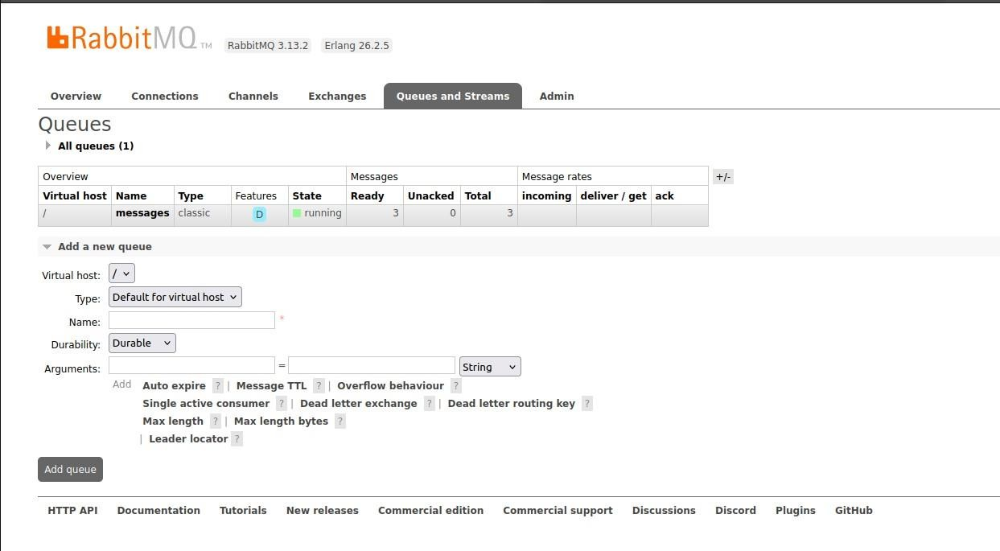 RabbitMQ TM RabbitMQ 3.13.2 Erlang 26.2.5
Overview Connections Channels Exchanges Queues and Streams Admin
Queues
All queues (1)
Overview Messages Message rates +/-
Virtual host Name Type Features State Ready Unacked Total incoming deliver / get ack
/ messages classic D running 3 0 3
Add a new queue
Virtual host: /
Type: Default for virtual host
Name: *
Durability: Durable
Arguments: = String
Add Auto expire ? | Message TTL ? | Overflow behaviour ?
Single active consumer ? | Dead letter exchange ? | Dead letter routing key ?
Max length ? | Max length bytes ?
| Leader locator ?
Add queue
HTTP API Documentation Tutorials New releases Commercial edition Commercial support Discussions Discord Plugins GitHub